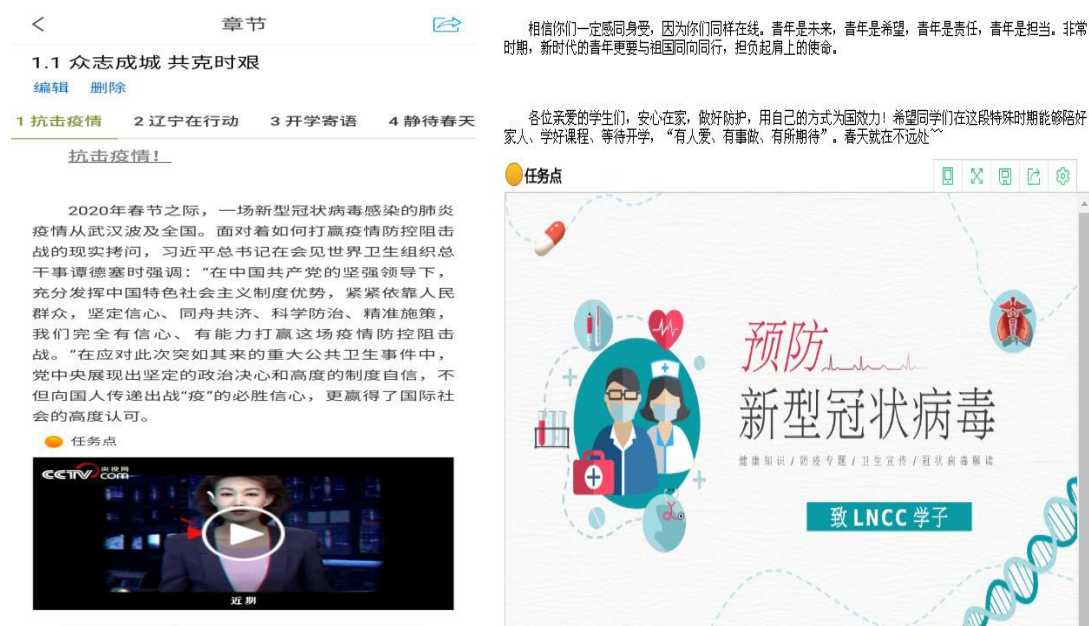 章节
1.1 众志成城 共克时艰
编辑 删除
1 抗击疫情 2 辽宁在行动 3 开学寄语 4 静待春天
抗击疫情！
2020年春节之际，一场新型冠状病毒感染的肺炎
疫情从武汉波及全国。面对着如何打赢疫情防控阻击
战的现实拷问，习近平总书记在会见世界卫生组织总
干事谭德塞时强调：“在中国共产党的坚强领导下，
充分发挥中国特色社会主义制度优势，紧紧依靠人民
群众，坚定信心、同舟共济、科学防治、精准施策，
我们完全有信心、有能力打赢这场疫情防控阻击
战。”在应对此次突如其来的重大公共卫生事件中，
党中央展现出坚定的政治决心和高度的制度自信，不
但向国人传递出战“疫”的必胜信心，更赢得了国际社
会的高度认可。
任务点
CCTV 央视网
com
近期
相信你们一定感同身受，因为你们同样在线。青年是未来，青年是希望，青年是责任，青年是担当。非常
时期，新时代的青年更要与祖国同向同行，担负起肩上的使命。
各位亲爱的学生们，安心在家，做好防护，用自己的方式为国效力！希望同学们在这段特殊时期能够陪好
家人、学好课程、等待开学，“有人爱、有事做、有所期待”。春天就在不远处~~
任务点
预防
新型冠状病毒
健康知识/防疫专题/卫生宣传/冠状病毒解读
致 LNCC 学子